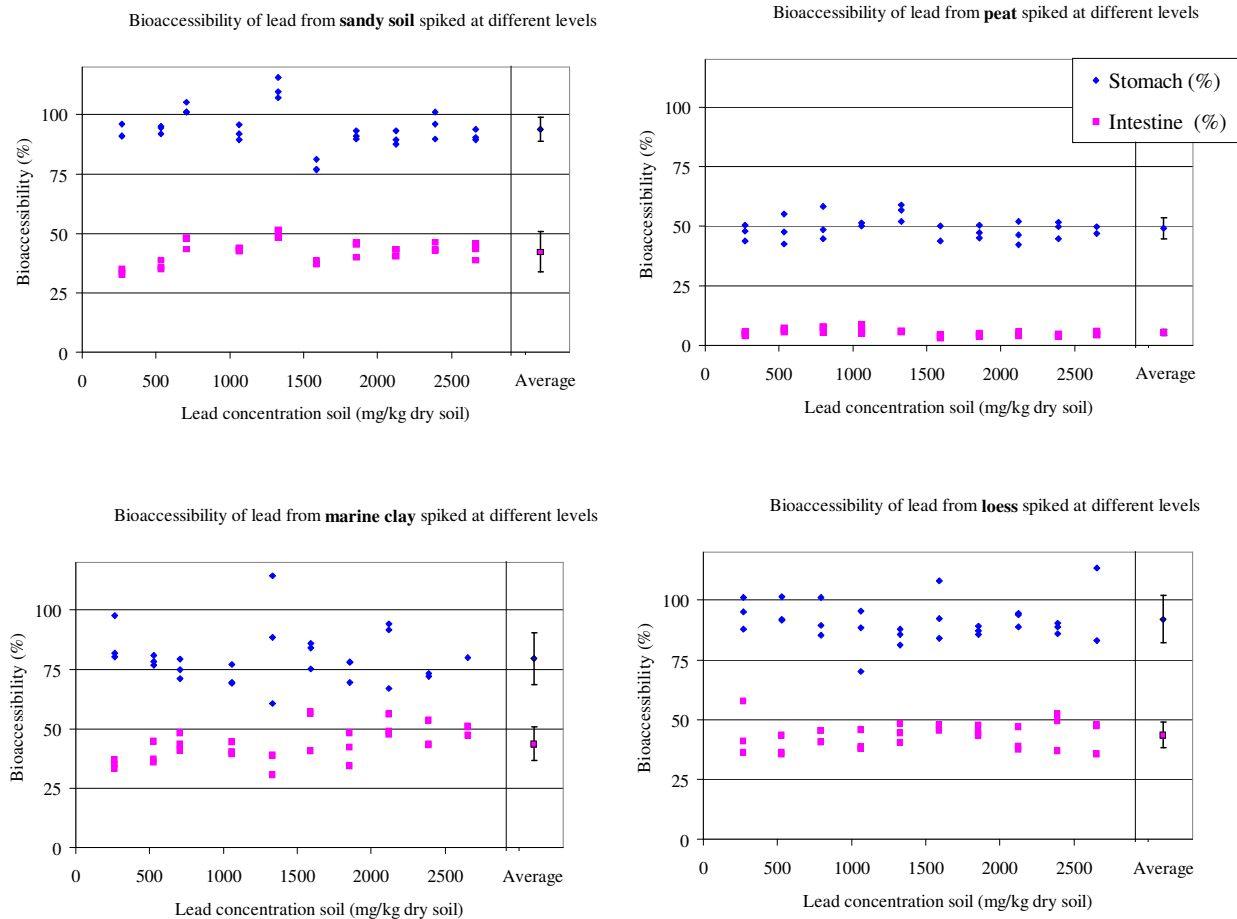 Bioaccessibility of lead from sandy soil spiked at different levels
100
75
50
25
0
Bioaccessibility (%)
0 500 1000 1500 2000 2500 Average
Lead concentration soil (mg/kg dry soil)
Bioaccessibility of lead from peat spiked at different levels
Stomach (%)
Intestine (%)
100
75
50
25
0
Bioaccessibility (%)
0 500 1000 1500 2000 2500 Average
Lead concentration soil (mg/kg dry soil)
Bioaccessibility of lead from marine clay spiked at different levels
100
75
50
25
0
Bioaccessibility (%)
0 500 1000 1500 2000 2500 Average
Lead concentration soil (mg/kg dry soil)
Bioaccessibility of lead from loess spiked at different levels
100
75
50
25
0
Bioaccessibility (%)
0 500 1000 1500 2000 2500 Average
Lead concentration soil (mg/kg dry soil)